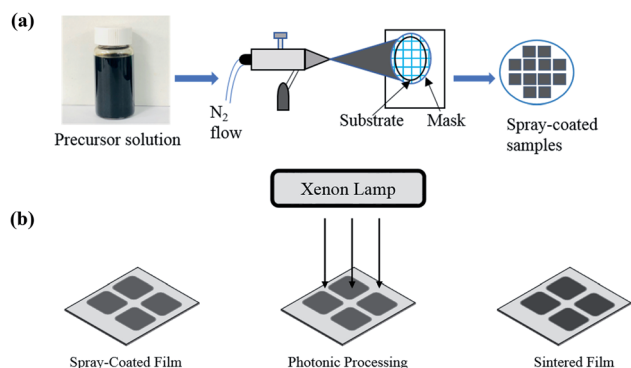 (a)
Precursor solution
N2
flow
Substrate
Mask
Spray-coated
samples
Xenon Lamp
(b)
Spray-Coated Film
Photonic Processing
Sintered Film